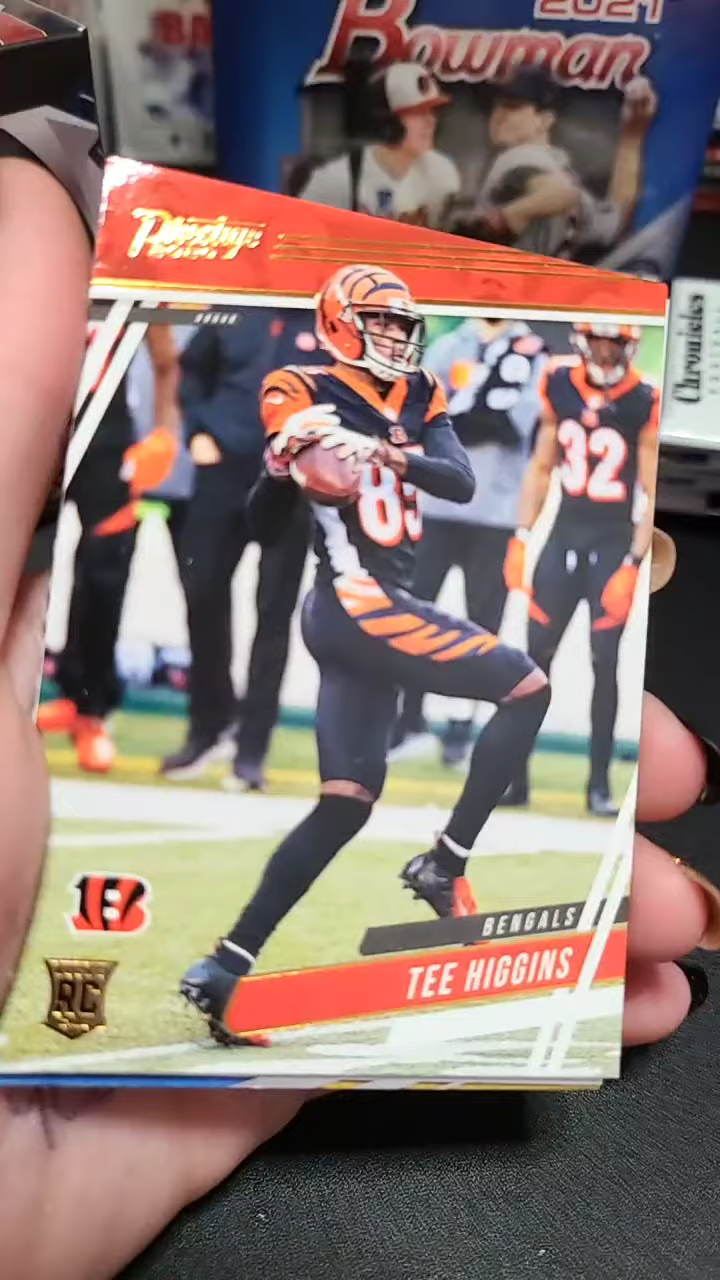 2021
Bowman
Prestige
Chronicles
85
32
BENGALS
TEE HIGGINS
RC